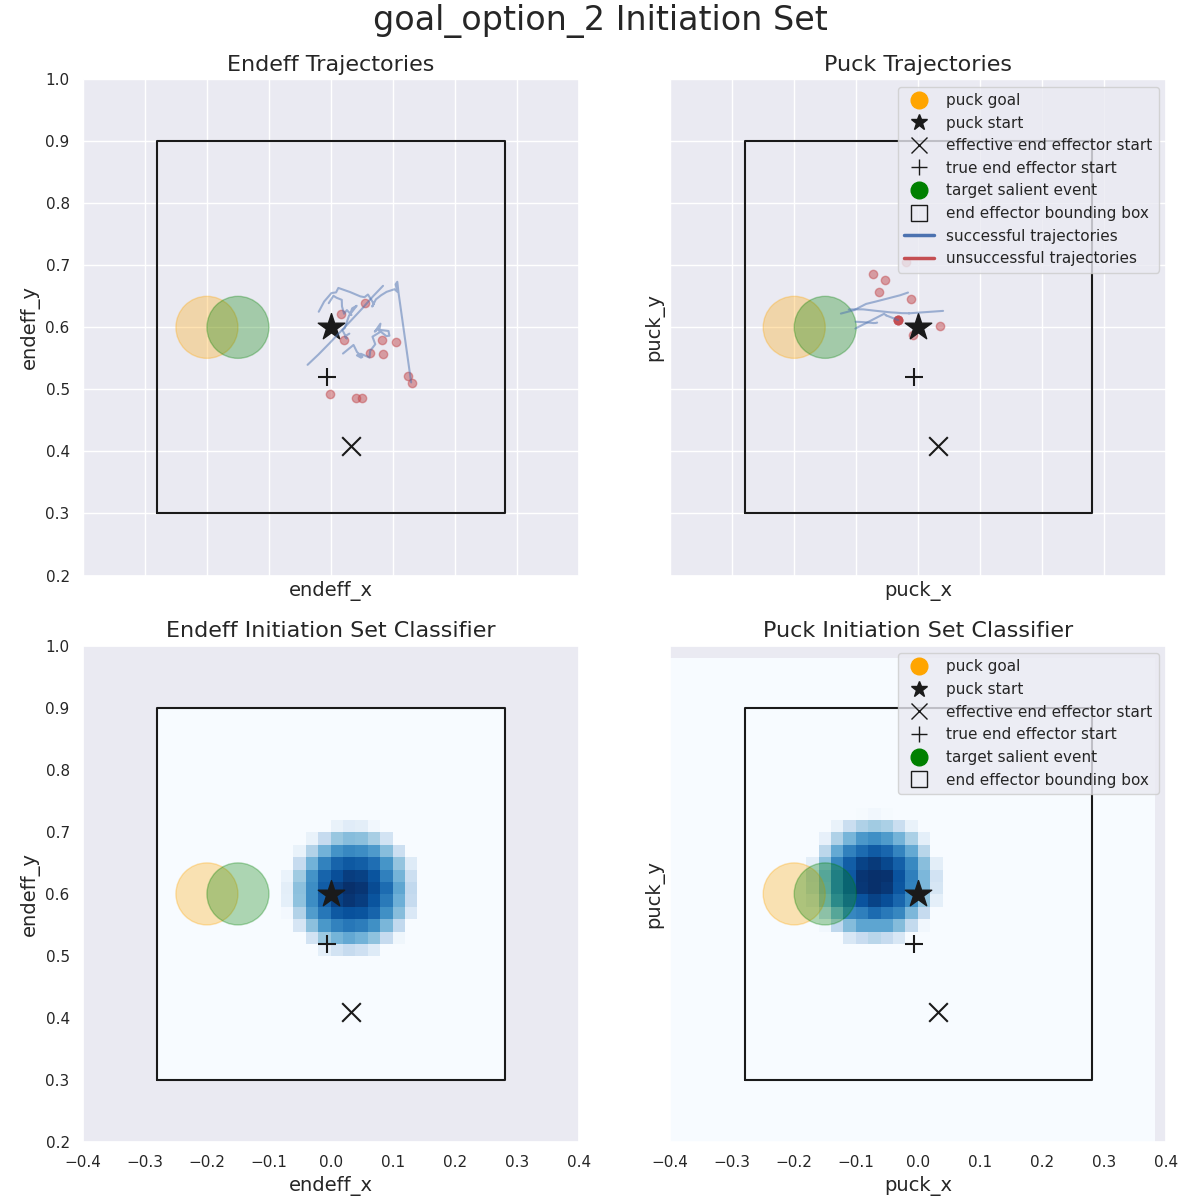 goal_option_2 Initiation Set
Endeff Trajectories
1.0
0.9
0.8
0.7
0.6
0.5
0.4
0.3
0.2
endeff_y
endeff_x
Puck Trajectories
puck goal
puck start
effective end effector start
true end effector start
target salient event
end effector bounding box
successful trajectories
unsuccessful trajectories
puck_y
puck_x
Endeff Initiation Set Classifier
1.0
0.9
0.8
0.7
0.6
0.5
0.4
0.3
0.2
endeff_y
−0.4 −0.3 −0.2 −0.1 0.0 0.1 0.2 0.3 0.4
endeff_x
Puck Initiation Set Classifier
puck goal
puck start
effective end effector start
true end effector start
target salient event
end effector bounding box
puck_y
−0.4 −0.3 −0.2 −0.1 0.0 0.1 0.2 0.3 0.4
puck_x